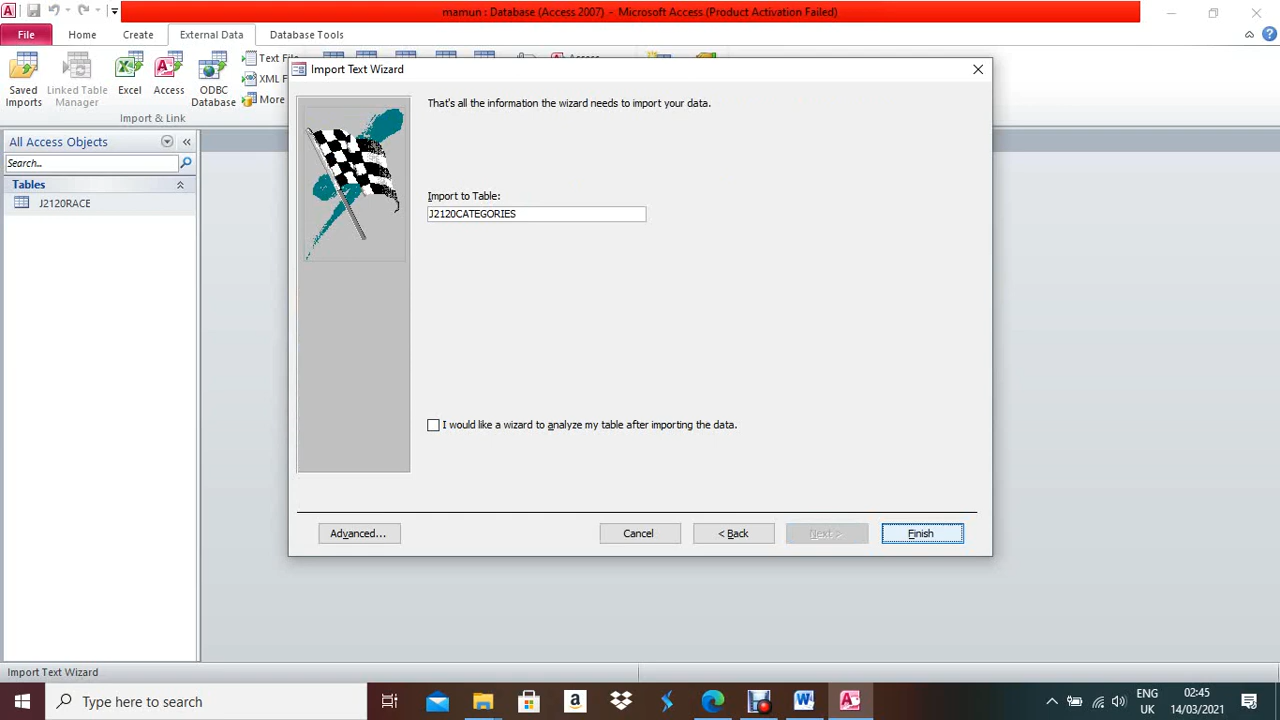 mamun : Database (Access 2007) - Microsoft Access (Product Activation Failed)
File Home Create External Data Database Tools
Saved Imports
Linked Table Manager
Excel
Access
ODBC Database
Text File
XML F
More
Access
Import & Link
All Access Objects
Search...
Tables
J2120RACE
Import Text Wizard
That's all the information the wizard needs to import your data.
Import to Table:
J2120CATEGORIES
I would like a wizard to analyze my table after importing the data.
Advanced... Cancel < Back Next > Finish
Import Text Wizard
Type here to search
ENG
UK
02:45
14/03/2021